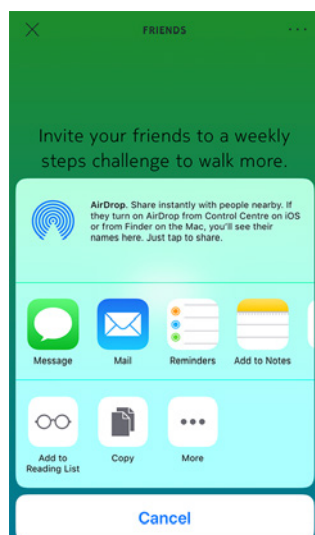 FRIENDS
Invite your friends to a weekly
steps challenge to walk more.
AirDrop. Share instantly with people nearby. If
they turn on AirDrop from Control Centre on iOS
or from Finder on the Mac, you'll see their
names here. Just tap to share.
Message
Mail
Reminders
Add to Notes
Add to
Reading List
Copy
More
Cancel